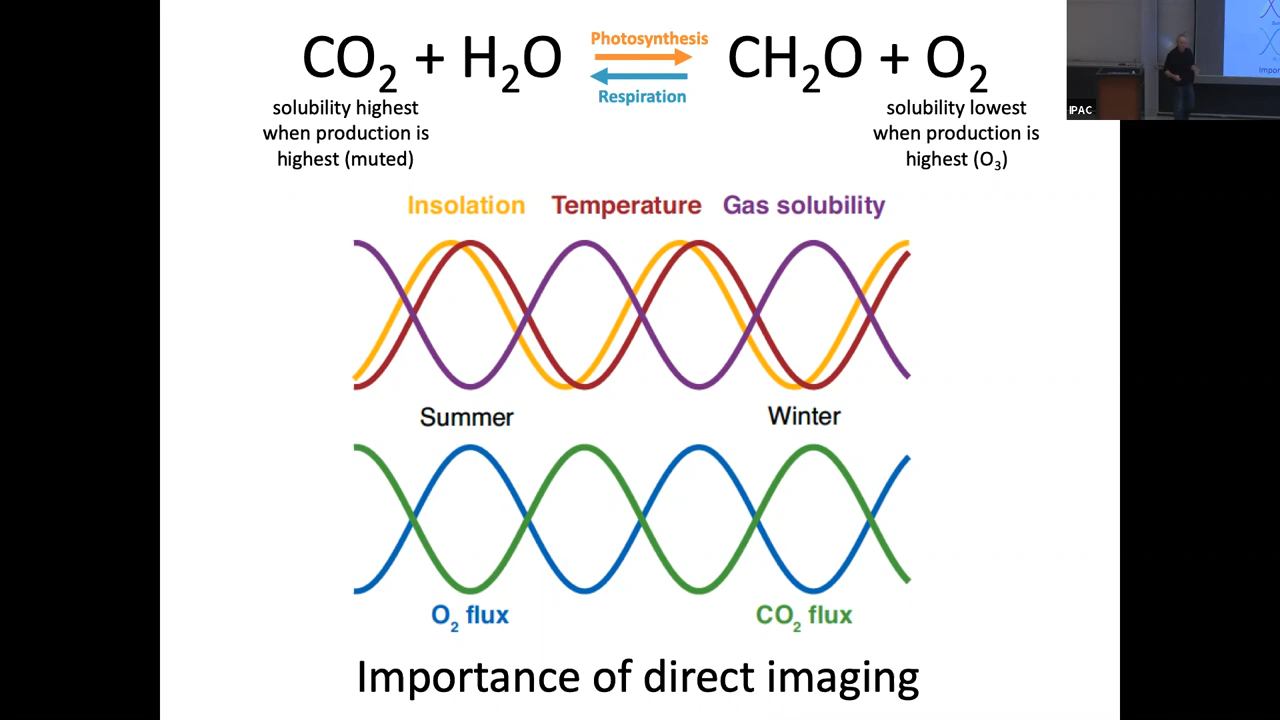 CO₂ + H₂O Photosynthesis CH₂O + O₂
Respiration
solubility highest
when production is
highest (muted)
solubility lowest
when production is
highest (O₃)
Insolation Temperature Gas solubility
Summer Winter
O₂ flux CO₂ flux
Importance of direct imaging
IPAC